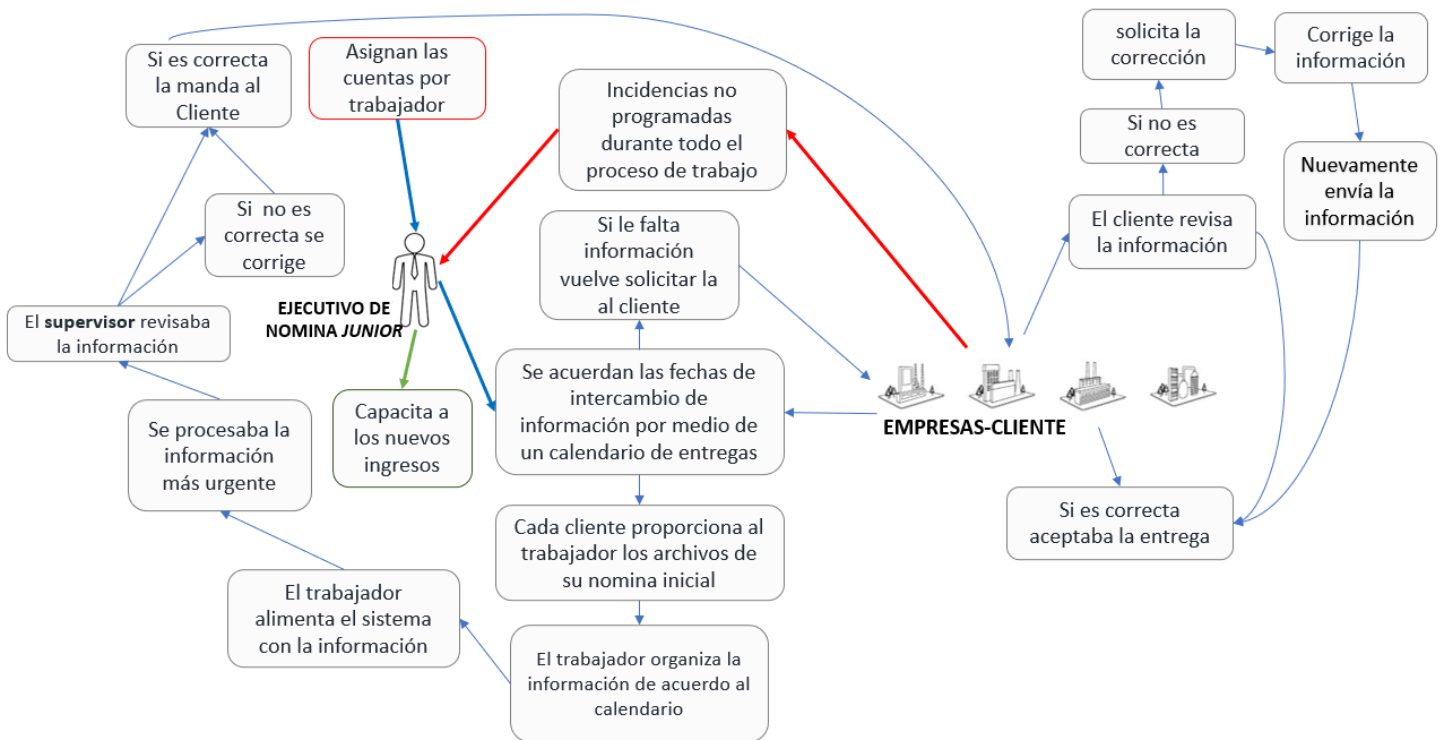 Si es correcta
la manda al
Cliente
Asignan las
cuentas por
trabajador
Incidencias no
programadas
durante todo el
proceso de trabajo
solicita la
corrección
Corrige la
información
Si no es
correcta
Nuevamente
envía la
información
Si  no es
correcta se
corrige
Si le falta
información
vuelve solicitar la
al cliente
El cliente revisa
la información
EJECUTIVO DE
NOMINA JUNIOR
El supervisor revisaba
la información
Capacita a
los nuevos
ingresos
Se acuerdan las fechas de
intercambio de
información por medio de
un calendario de entregas
EMPRESAS-CLIENTE
Se procesaba la
información
más urgente
Si es correcta
aceptaba la entrega
Cada cliente proporciona al
trabajador los archivos de
su nomina inicial
El trabajador
alimenta el sistema
con la información
El trabajador organiza la
información de acuerdo al
calendario